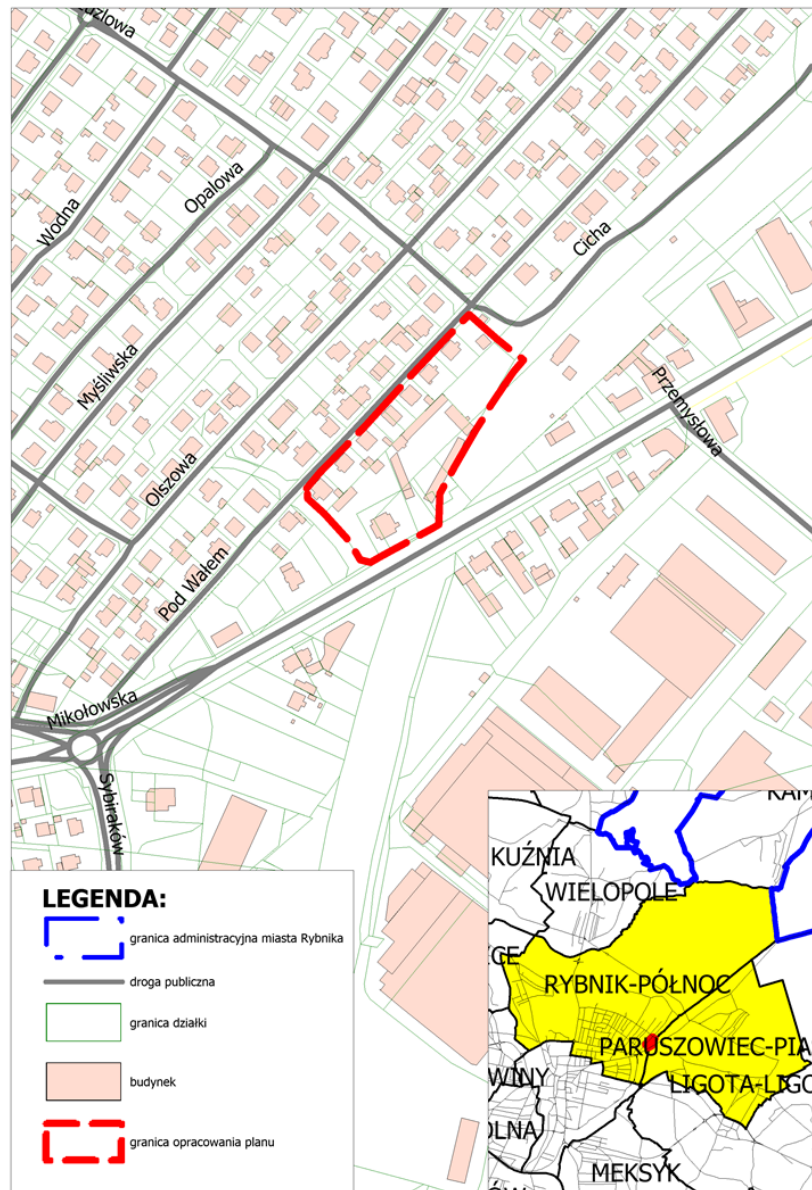 Wodna
Opalowa
Myśliwska
Olszowa
Cicha
Przemysłowa
Pod Wałem
Mikołowska
Sybiraków
LEGENDA:
granica administracyjna miasta Rybnika
droga publiczna
granica działki
budynek
granica opracowania planu
KUŹNIA
WIELOPOLE
RYBNIK-PÓŁNOC
PARUSZOWIEC-PIA
LIGOTA-LIGO
MEKSYK